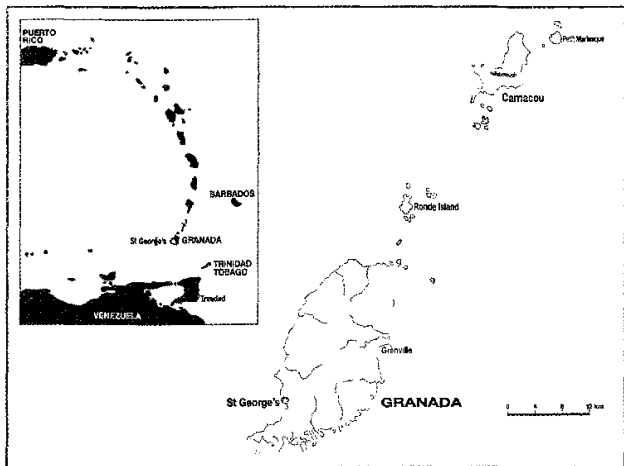 PUERTO
RICO
BARBADOS
St George's
GRANADA
TRINIDAD
TOBAGO
Trinidad
VENEZUELA
Petit Martinique
Hillsborough
Carriacou
Ronde Island
Grenville
St George's
GRANADA
0 4 8 12 kms